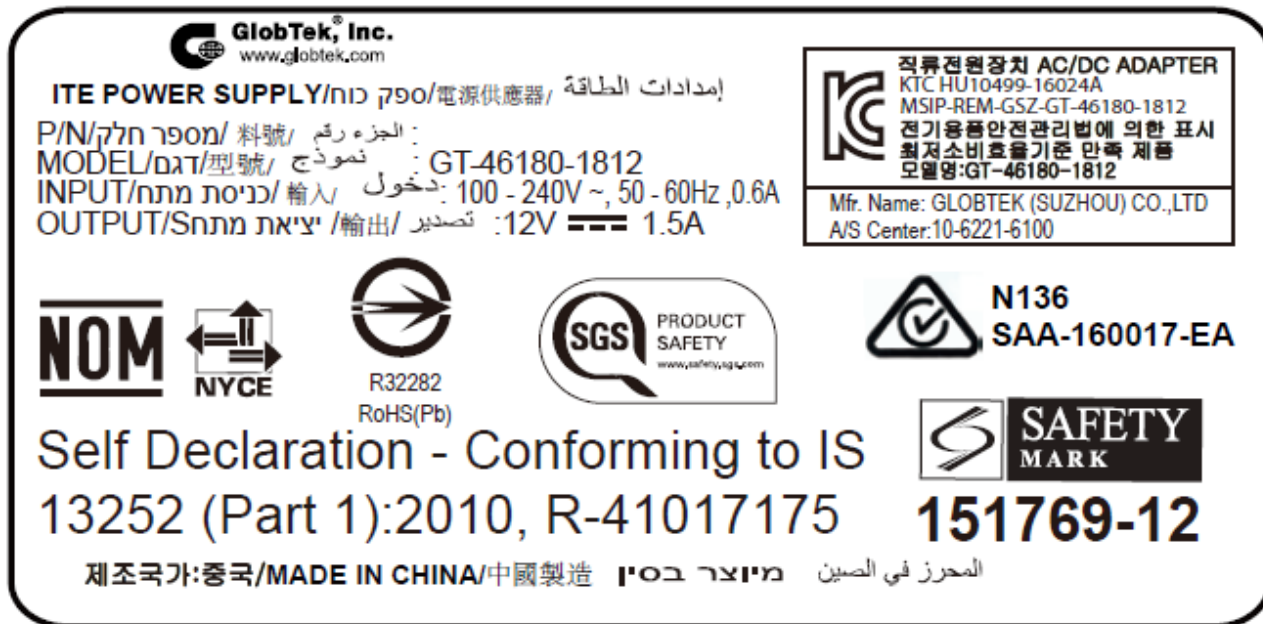 GlobTek,® Inc.
www.globtek.com
ITE POWER SUPPLY/ספק כוח/電源供應器/ إمدادات الطاقة
P/N/מספר חלק/ 料號/ الجزء رقم :
MODEL/דגם/型號/ نموذج : GT-46180-1812
INPUT/כניסת מתח/ 輸入/ دخول : 100 - 240V ~, 50 - 60Hz ,0.6A
OUTPUT/Sיציאת מתח /輸出/ تصدير :12V ⎓ 1.5A
직류전원장치 AC/DC ADAPTER
KTC HU10499-16024A
MSIP-REM-GSZ-GT-46180-1812
전기용품안전관리법에 의한 표시
최저소비효율기준 만족 제품
모델명:GT-46180-1812
Mfr. Name: GLOBTEK (SUZHOU) CO.,LTD
A/S Center:10-6221-6100
NOM
NYCE
R32282
RoHS(Pb)
SGS
PRODUCT
SAFETY
www.safety.sgs.com
N136
SAA-160017-EA
SAFETY
MARK
151769-12
Self Declaration - Conforming to IS
13252 (Part 1):2010, R-41017175
제조국가:중국/MADE IN CHINA/中國製造 מיוצר בסין المحرز في الصين